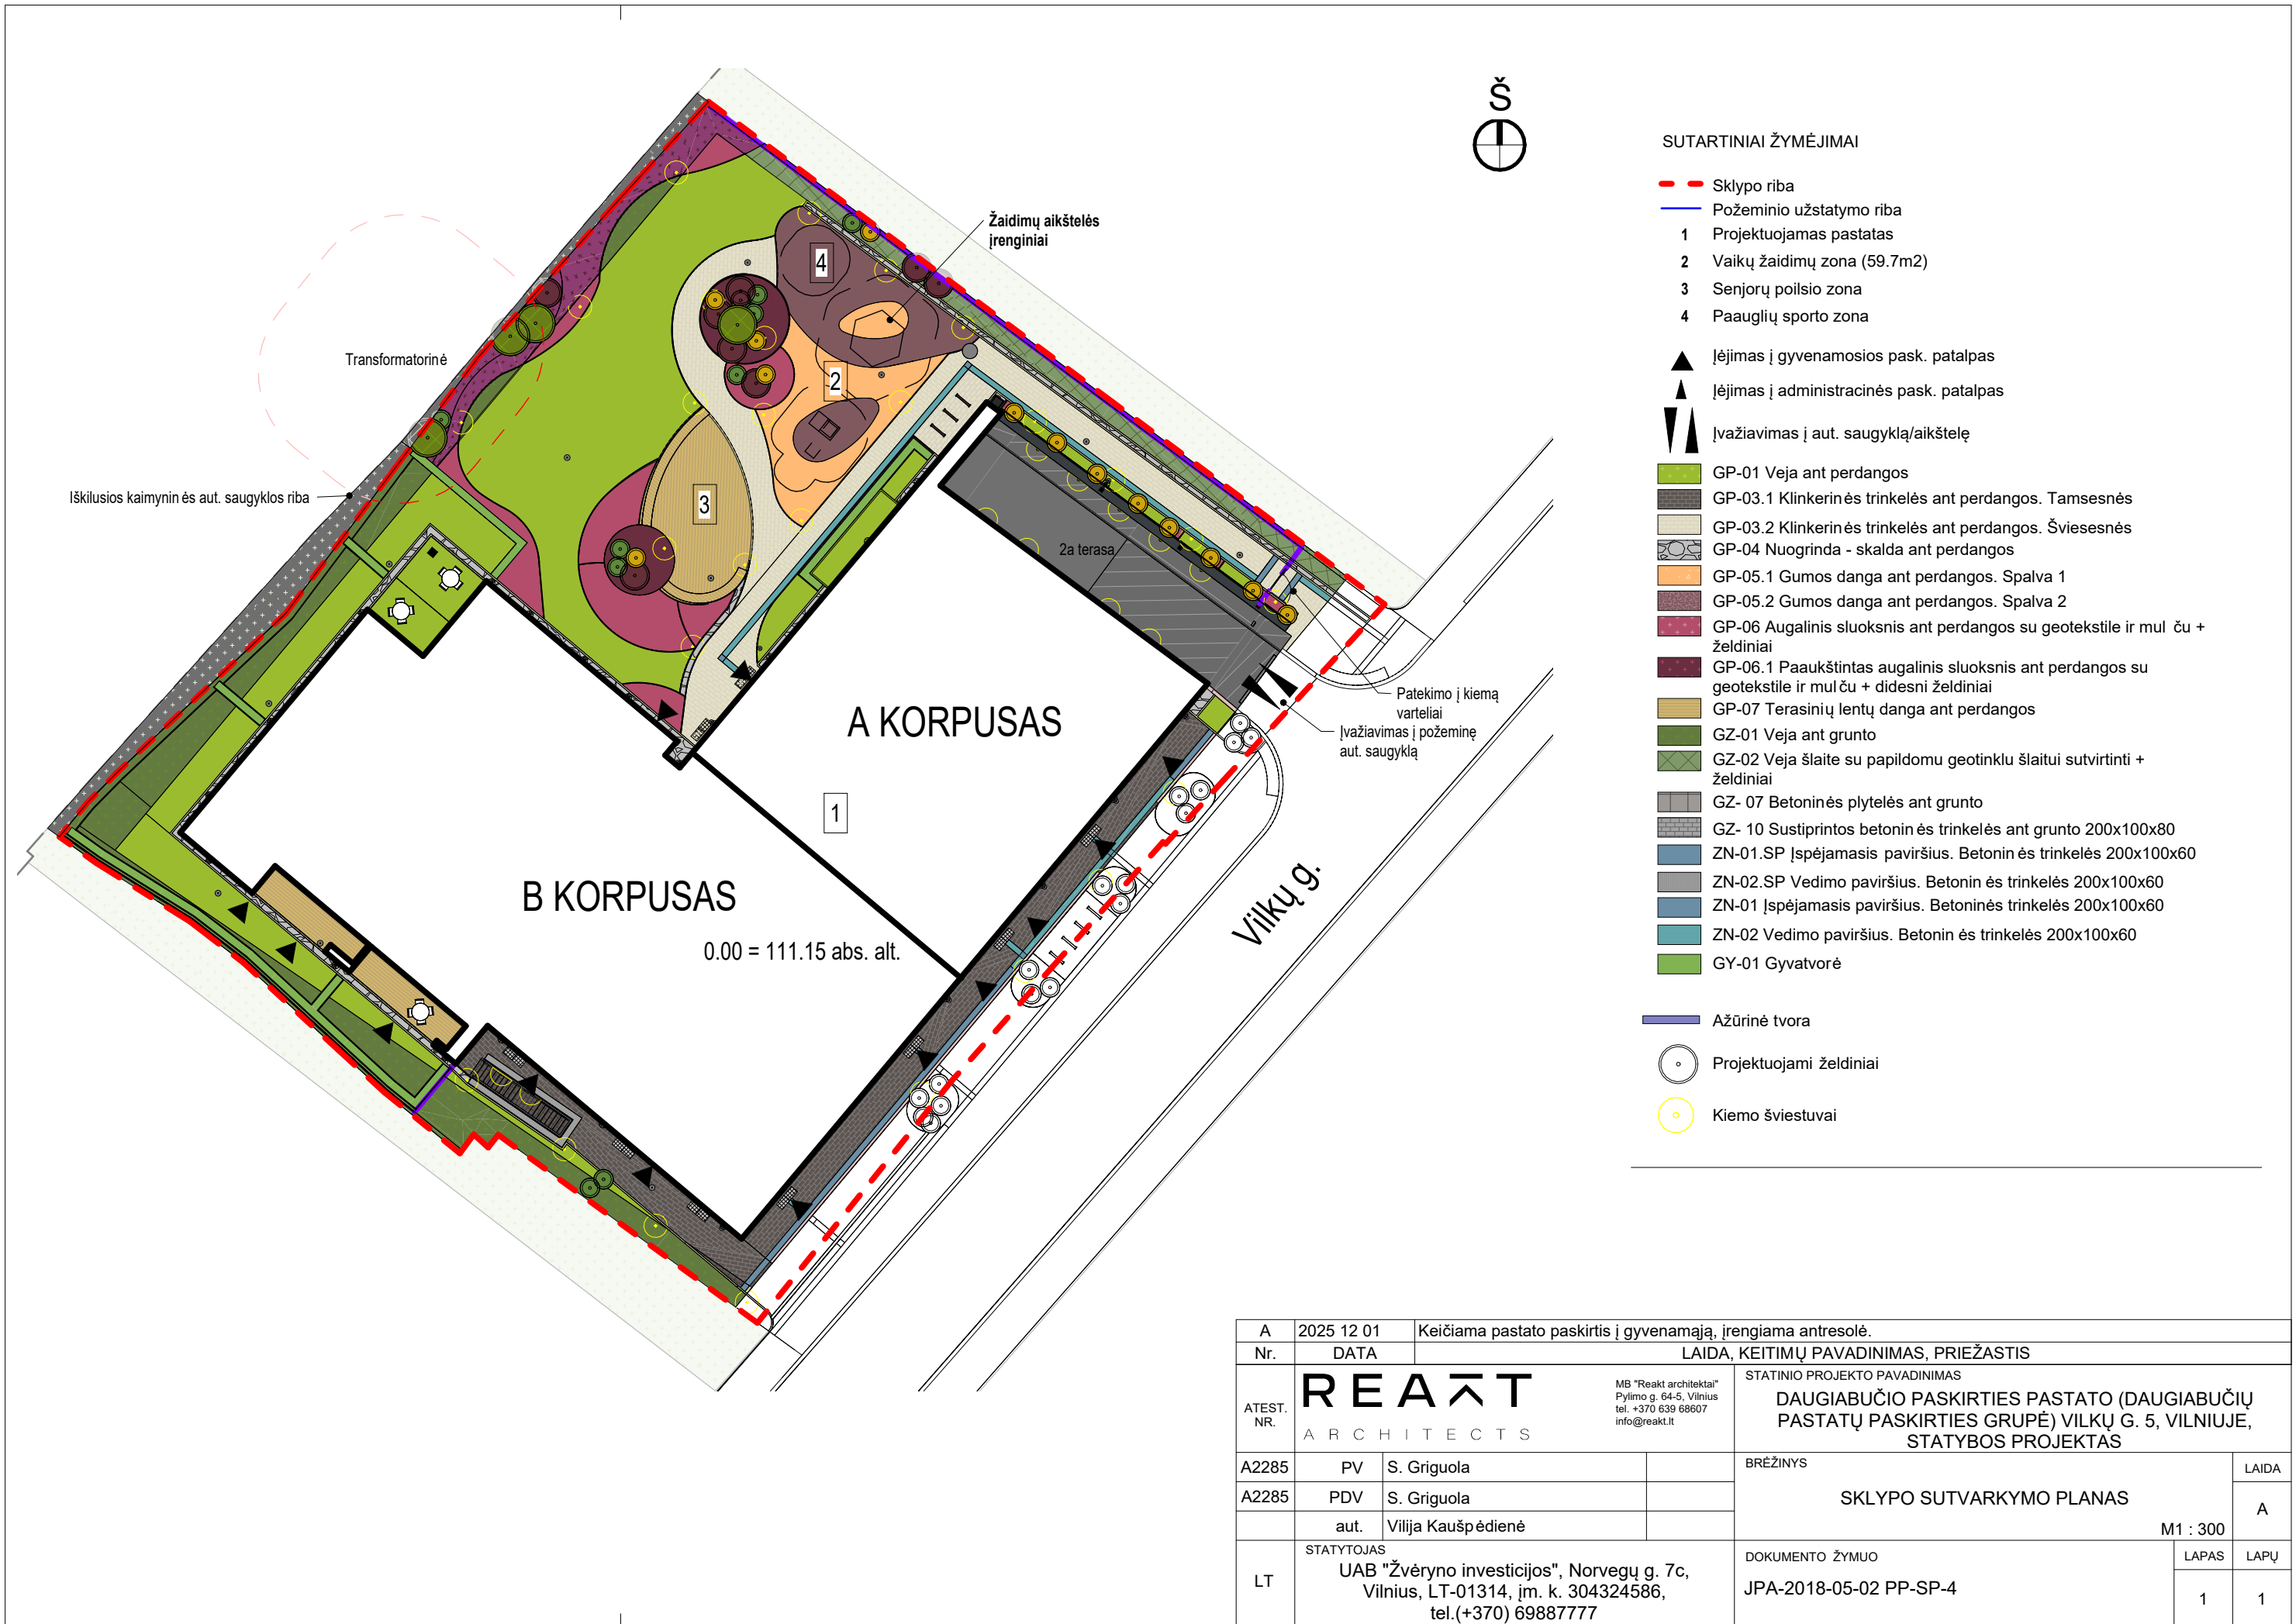 Š
Žaidimų aikštelės
įrenginiai
Transformatorinė
Iškilusios kaimyninės aut. saugyklos riba
4
2
3
2a terasa
Patekimo į kiemą
varteliai
Įvažiavimas į požeminę
aut. saugyklą
A KORPUSAS
1
B KORPUSAS
0.00 = 111.15 abs. alt.
Vilkų g.
SUTARTINIAI ŽYMĖJIMAI
Sklypo riba
Požeminio užstatymo riba
1 Projektuojamas pastatas
2 Vaikų žaidimų zona (59.7m2)
3 Senjorų poilsio zona
4 Paauglių sporto zona
Įėjimas į gyvenamosios pask. patalpas
Įėjimas į administracinės pask. patalpas
Įvažiavimas į aut. saugyklą/aikštelę
GP-01 Veja ant perdangos
GP-03.1 Klinkerinės trinkelės ant perdangos. Tamsesnės
GP-03.2 Klinkerinės trinkelės ant perdangos. Šviesesnės
GP-04 Nuogrinda - skalda ant perdangos
GP-05.1 Gumos danga ant perdangos. Spalva 1
GP-05.2 Gumos danga ant perdangos. Spalva 2
GP-06 Augalinis sluoksnis ant perdangos su geotekstile ir mulču +
želdiniai
GP-06.1 Paaukštintas augalinis sluoksnis ant perdangos su
geotekstile ir mulču + didesni želdiniai
GP-07 Terasinių lentų danga ant perdangos
GZ-01 Veja ant grunto
GZ-02 Veja šlaite su papildomu geotinklu šlaitui sutvirtinti +
želdiniai
GZ- 07 Betoninės plytelės ant grunto
GZ- 10 Sustiprintos betoninės trinkelės ant grunto 200x100x80
ZN-01.SP Įspėjamasis paviršius. Betoninės trinkelės 200x100x60
ZN-02.SP Vedimo paviršius. Betoninės trinkelės 200x100x60
ZN-01 Įspėjamasis paviršius. Betoninės trinkelės 200x100x60
ZN-02 Vedimo paviršius. Betoninės trinkelės 200x100x60
GY-01 Gyvatvorė
Ažūrinė tvora
Projektuojami želdiniai
Kiemo šviestuvai
A 2025 12 01 Keičiama pastato paskirtis į gyvenamąją, įrengiama antresolė.
Nr. DATA LAIDA, KEITIMŲ PAVADINIMAS, PRIEŽASTIS
ATEST.
NR.
REAKT
ARCHITECTS
MB "Reakt architektai"
Pylimo g. 64-5, Vilnius
tel. +370 639 68607
info@reakt.lt
STATINIO PROJEKTO PAVADINIMAS
DAUGIABUČIO PASKIRTIES PASTATO (DAUGIABUČIŲ
PASTATŲ PASKIRTIES GRUPĖ) VILKŲ G. 5, VILNIUJE,
STATYBOS PROJEKTAS
A2285 PV S. Griguola
A2285 PDV S. Griguola
aut. Vilija Kaušpėdienė
BRĖŽINYS
SKLYPO SUTVARKYMO PLANAS
M1 : 300
LAIDA
A
LT
STATYTOJAS
UAB "Žvėryno investicijos", Norvegų g. 7c,
Vilnius, LT-01314, įm. k. 304324586,
tel.(+370) 69887777
DOKUMENTO ŽYMUO
JPA-2018-05-02 PP-SP-4
LAPAS
1
LAPŲ
1